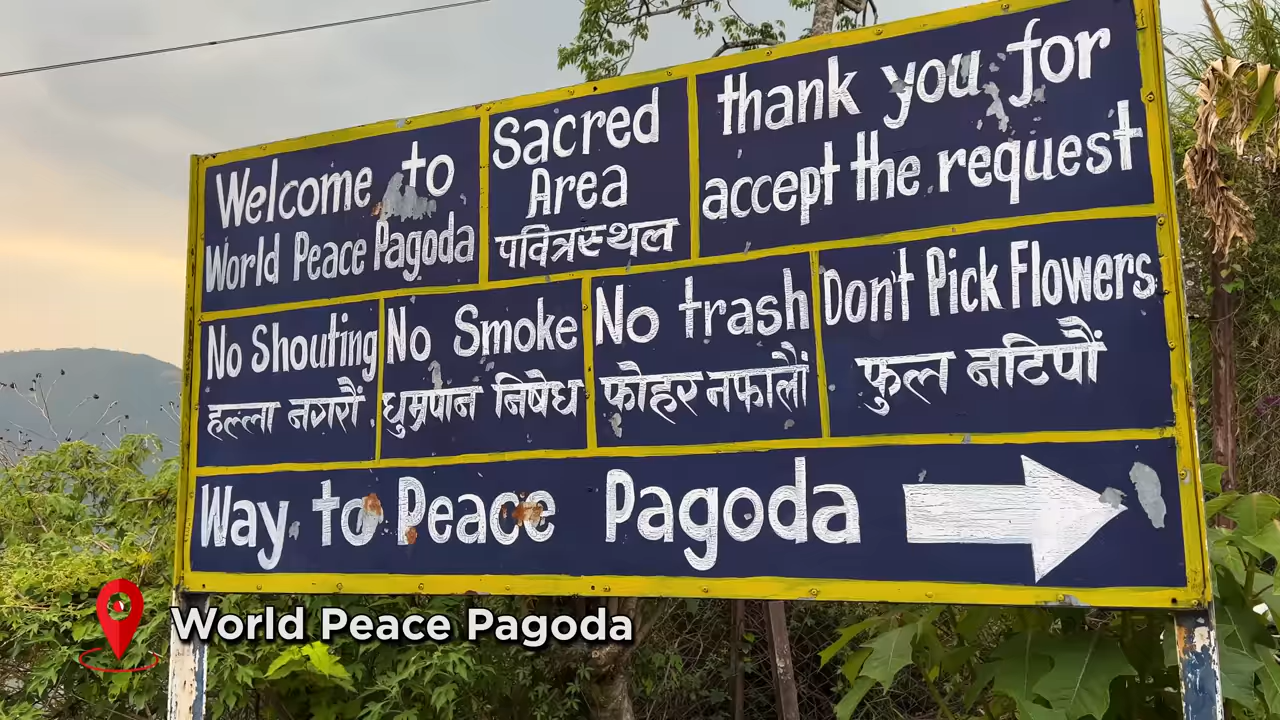 Welcome to
World Peace Pagoda
Sacred
Area
पवित्रस्थल
thank you for
accept the request
No Shouting
हल्ला नगरौं
No Smoke
धुम्रपान निषेध
No trash
फोहर नफालौं
Don't Pick Flowers
फुल नटिपौं
Way to Peace Pagoda
World Peace Pagoda